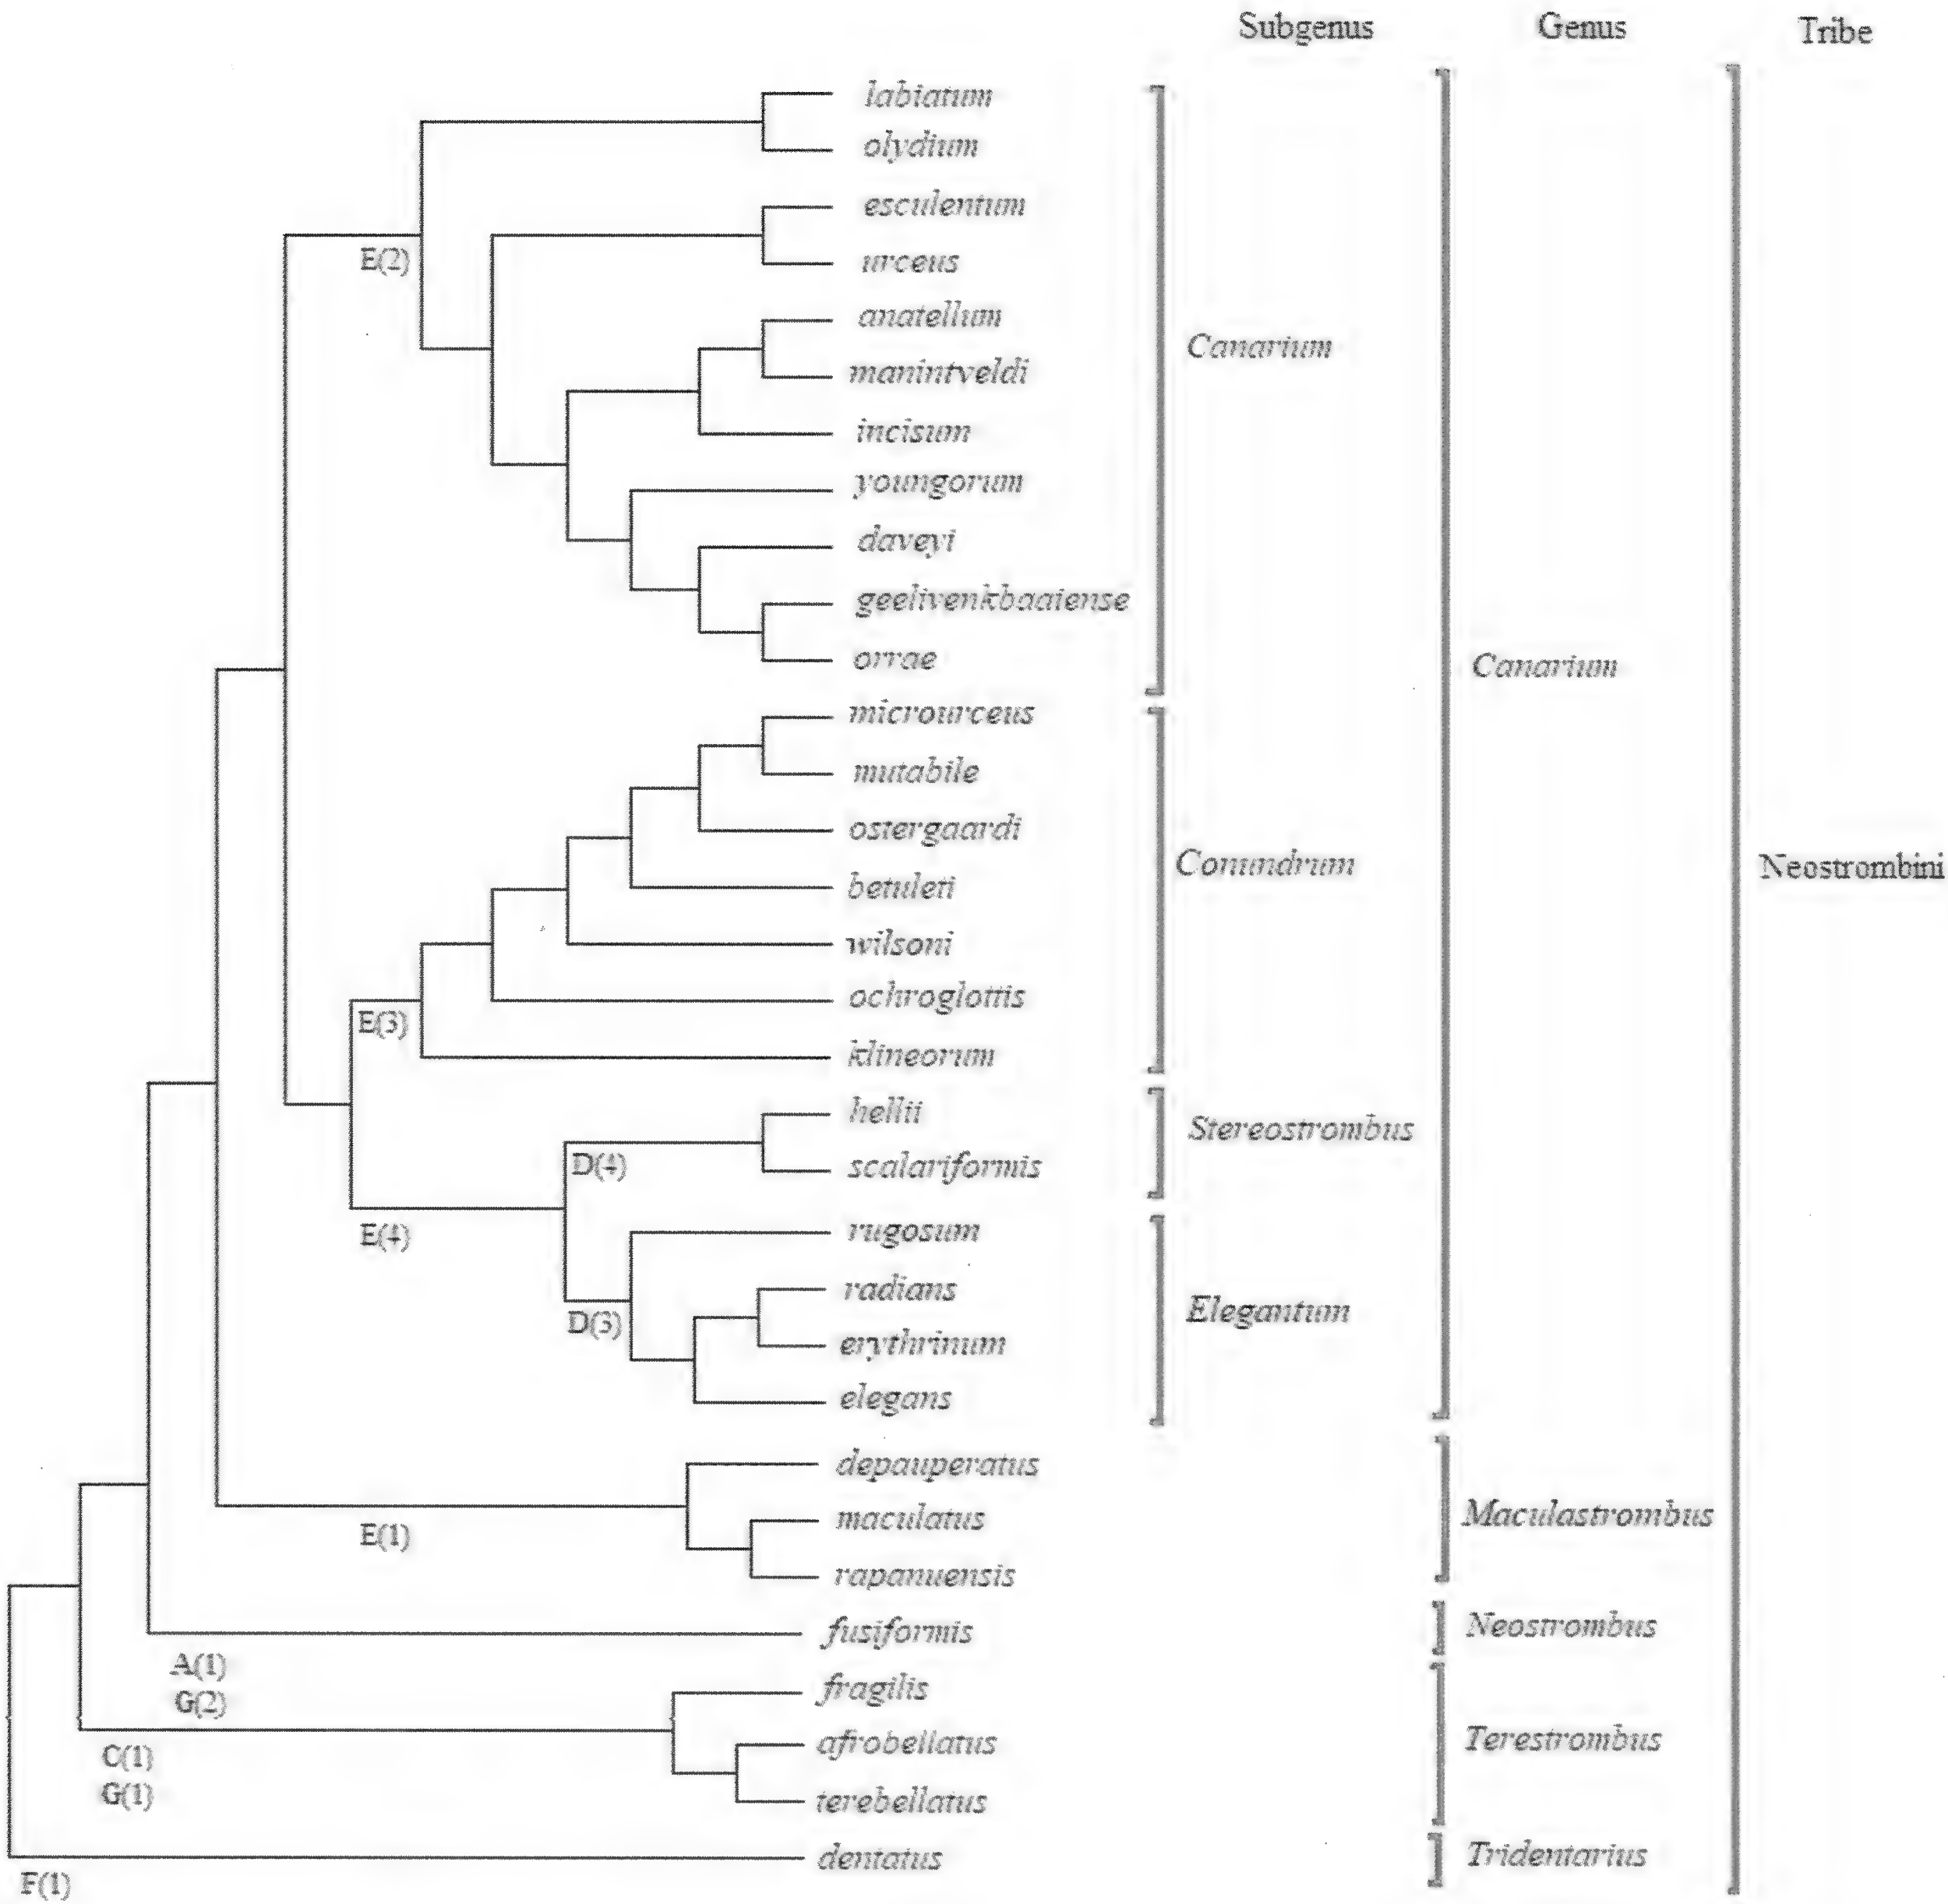 Subgenus Genus Tribe
labiatum
olydium
esculentum
urceus
E(2)
anatellum
Canarium
manintveldi
incisum
youngorum
daveyi
geelivenkbaaiense
orrae
Canarium
microurceus
mutabile
ostergaardi
Conundrum
Neostrombini
betuleti
wilsoni
ochroglottis
E(3)
klineorum
hellii
Stereostrombus
D(4)
scalariformis
E(4)
rugosum
radians
Elegantum
D(3)
erythrinum
elegans
depauperatus
maculatus
Maculastrombus
E(1)
rapanuensis
fusiformis
Neostrombus
A(1)
G(2)
fragilis
afrobellatus
Terestrombus
C(1)
G(1)
terebellatus
dentatus
Tridentarius
F(1)